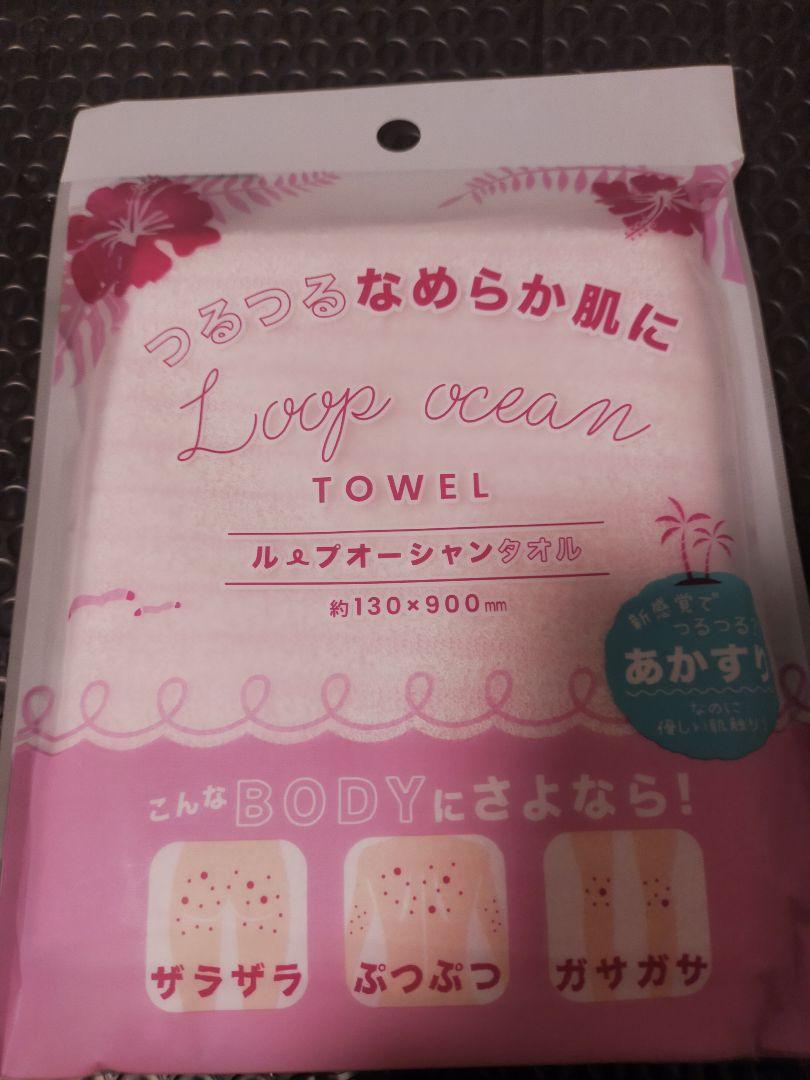 つるつるなめらか肌に
Loop ocean
TOWEL
ループオーシャンタオル
約130×900mm
新感覚で
つるつる?
あかすり
なのに
優しい肌触り!
こんなBODYにさよなら!
ザラザラ
ぷつぷつ
ガサガサ